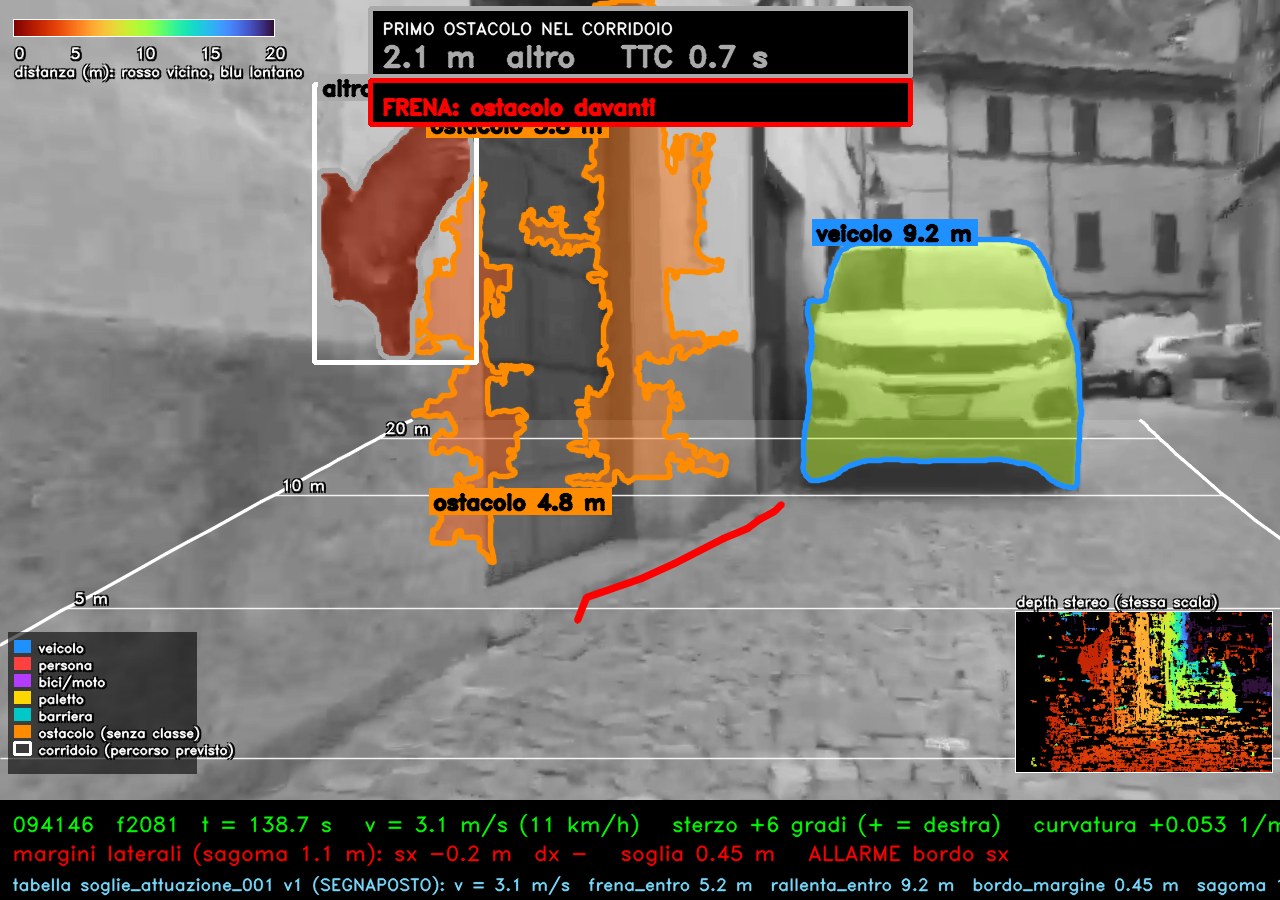 0 5 10 15 20
distanza (m): rosso vicino, blu lontano
PRIMO OSTACOLO NEL CORRIDOIO
2.1 m altro TTC 0.7 s
FRENA: ostacolo davanti
altro
ostacolo 5.8 m
veicolo 9.2 m
20 m
10 m
ostacolo 4.8 m
5 m
depth stereo (stessa scala)
veicolo
persona
bici/moto
paletto
barriera
ostacolo (senza classe)
corridoio (percorso previsto)
094146 f2081 t = 138.7 s v = 3.1 m/s (11 km/h) sterzo +6 gradi (+ = destra) curvatura +0.053 1/m
margini laterali (sagoma 1.1 m): sx -0.2 m dx - soglia 0.45 m ALLARME bordo sx
tabella soglie_attuazione_001 v1 (SEGNAPOSTO): v = 3.1 m/s frena_entro 5.2 m rallenta_entro 9.2 m bordo_margine 0.45 m sagoma